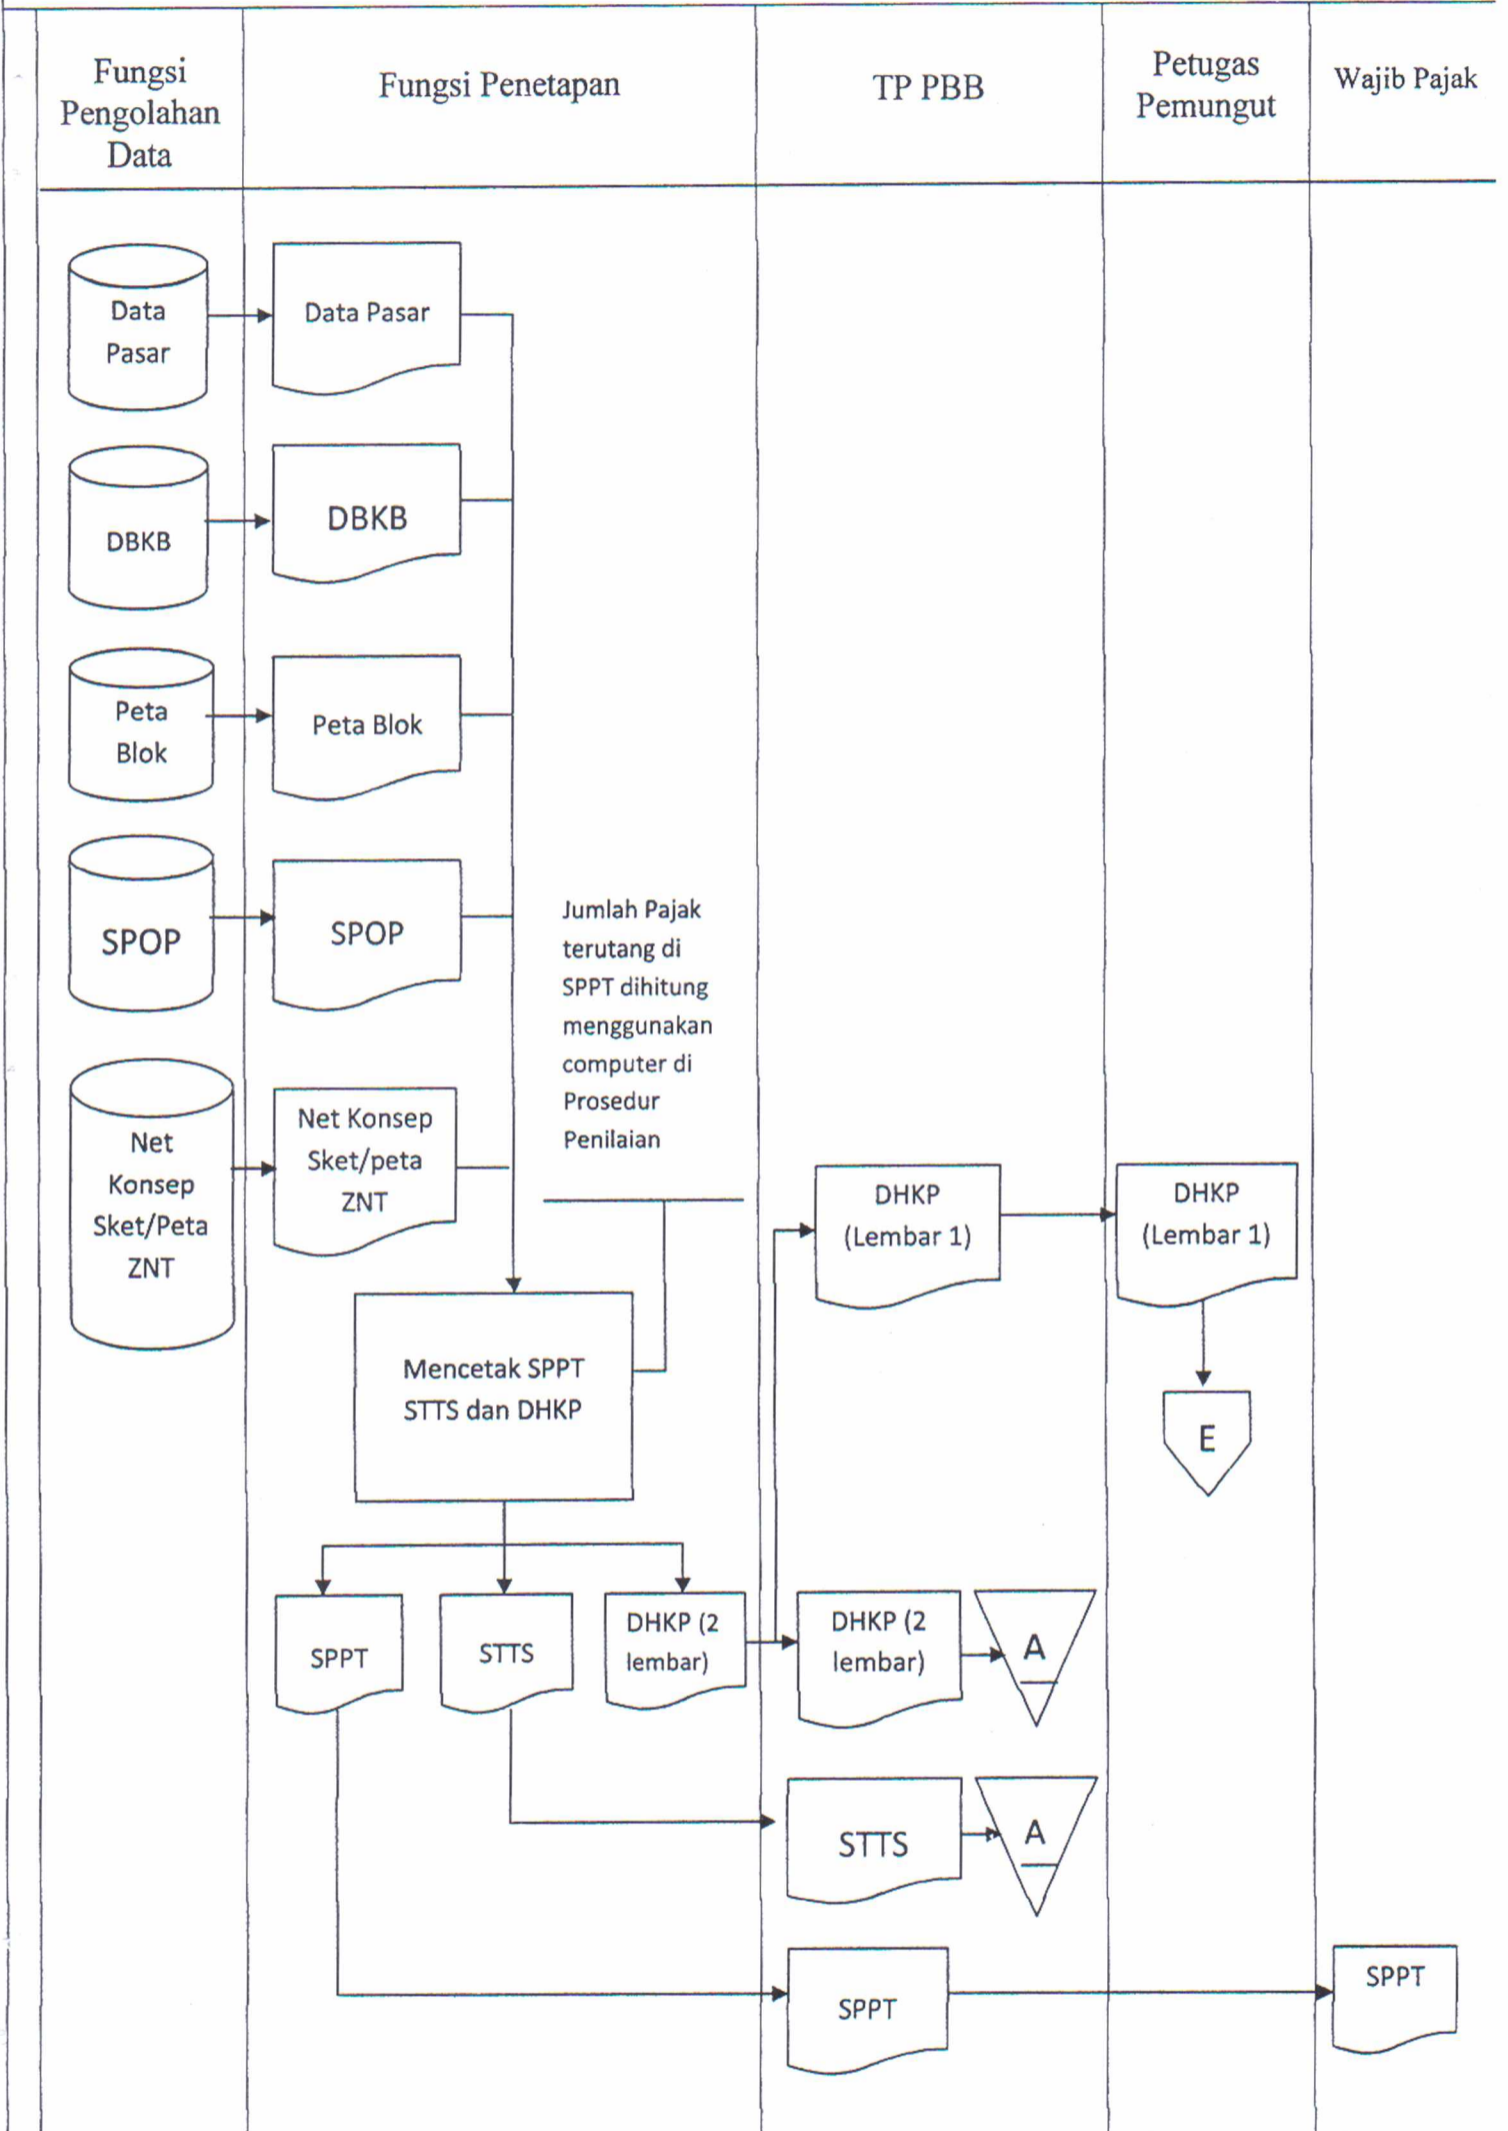 Fungsi
Pengolahan
Data
Fungsi Penetapan
TP PBB
Petugas
Pemungut
Wajib Pajak
Data
Pasar
Data Pasar
DBKB
DBKB
Peta
Blok
Peta Blok
SPOP
SPOP
Jumlah Pajak
terutang di
SPPT dihitung
menggunakan
computer di
Prosedur
Penilaian
Net
Konsep
Sket/Peta
ZNT
Net Konsep
Sket/peta
ZNT
DHKP
(Lembar 1)
DHKP
(Lembar 1)
Mencetak SPPT
STTS dan DHKP
E
SPPT
STTS
DHKP (2
lembar)
DHKP (2
lembar)
A
STTS
A
SPPT
SPPT